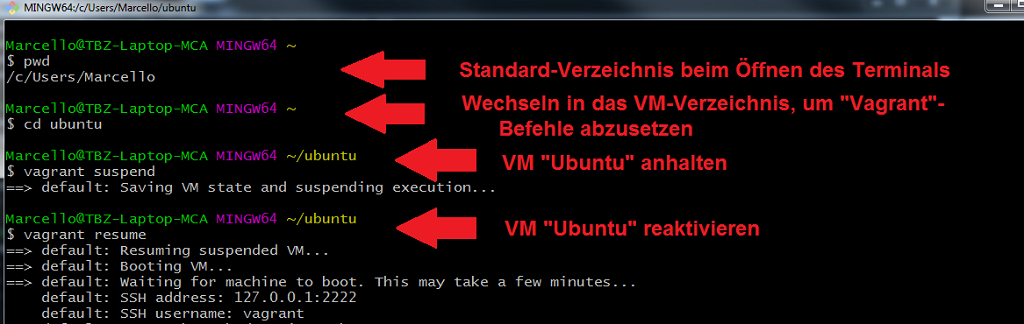 MINGW64:/c/Users/Marcello/ubuntu
Marcello@TBZ-Laptop-MCA MINGW64 ~
$ pwd
/c/Users/Marcello
Standard-Verzeichnis beim Öffnen des Terminals
Marcello@TBZ-Laptop-MCA MINGW64 ~
$ cd ubuntu
Wechseln in das VM-Verzeichnis, um "Vagrant"-
Befehle abzusetzen
Marcello@TBZ-Laptop-MCA MINGW64 ~/ubuntu
$ vagrant suspend
==> default: Saving VM state and suspending execution...
VM "Ubuntu" anhalten
Marcello@TBZ-Laptop-MCA MINGW64 ~/ubuntu
$ vagrant resume
VM "Ubuntu" reaktivieren
==> default: Resuming suspended VM...
==> default: Booting VM...
==> default: Waiting for machine to boot. This may take a few minutes...
default: SSH address: 127.0.0.1:2222
default: SSH username: vagrant